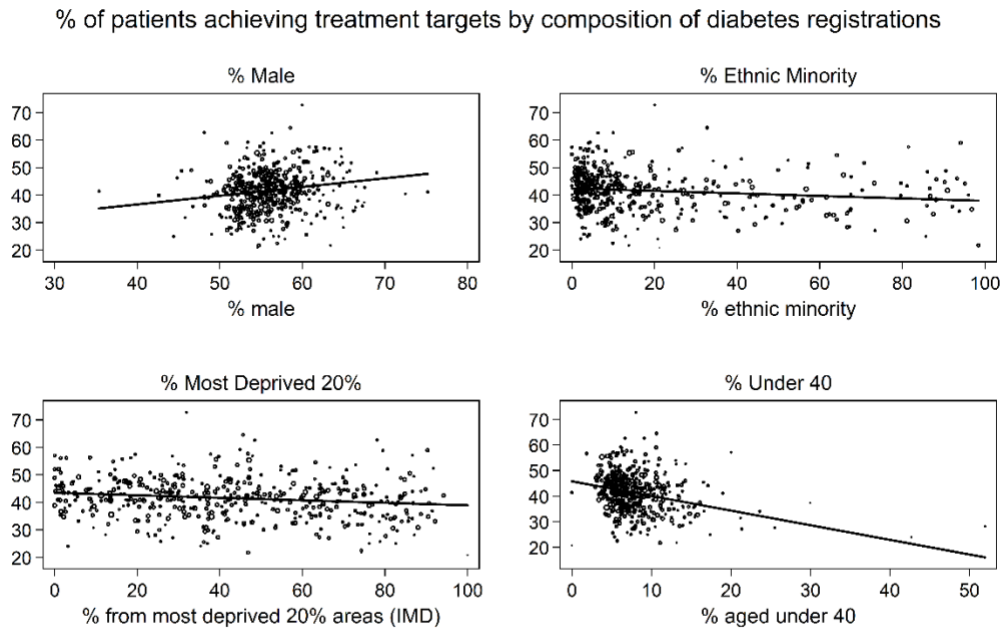 % of patients achieving treatment targets by composition of diabetes registrations
% Male
70
60
50
40
30
20
30 40 50 60 70 80
% male
% Ethnic Minority
70
60
50
40
30
20
0 20 40 60 80 100
% ethnic minority
% Most Deprived 20%
70
60
50
40
30
20
0 20 40 60 80 100
% from most deprived 20% areas (IMD)
% Under 40
70
60
50
40
30
20
0 10 20 30 40 50
% aged under 40